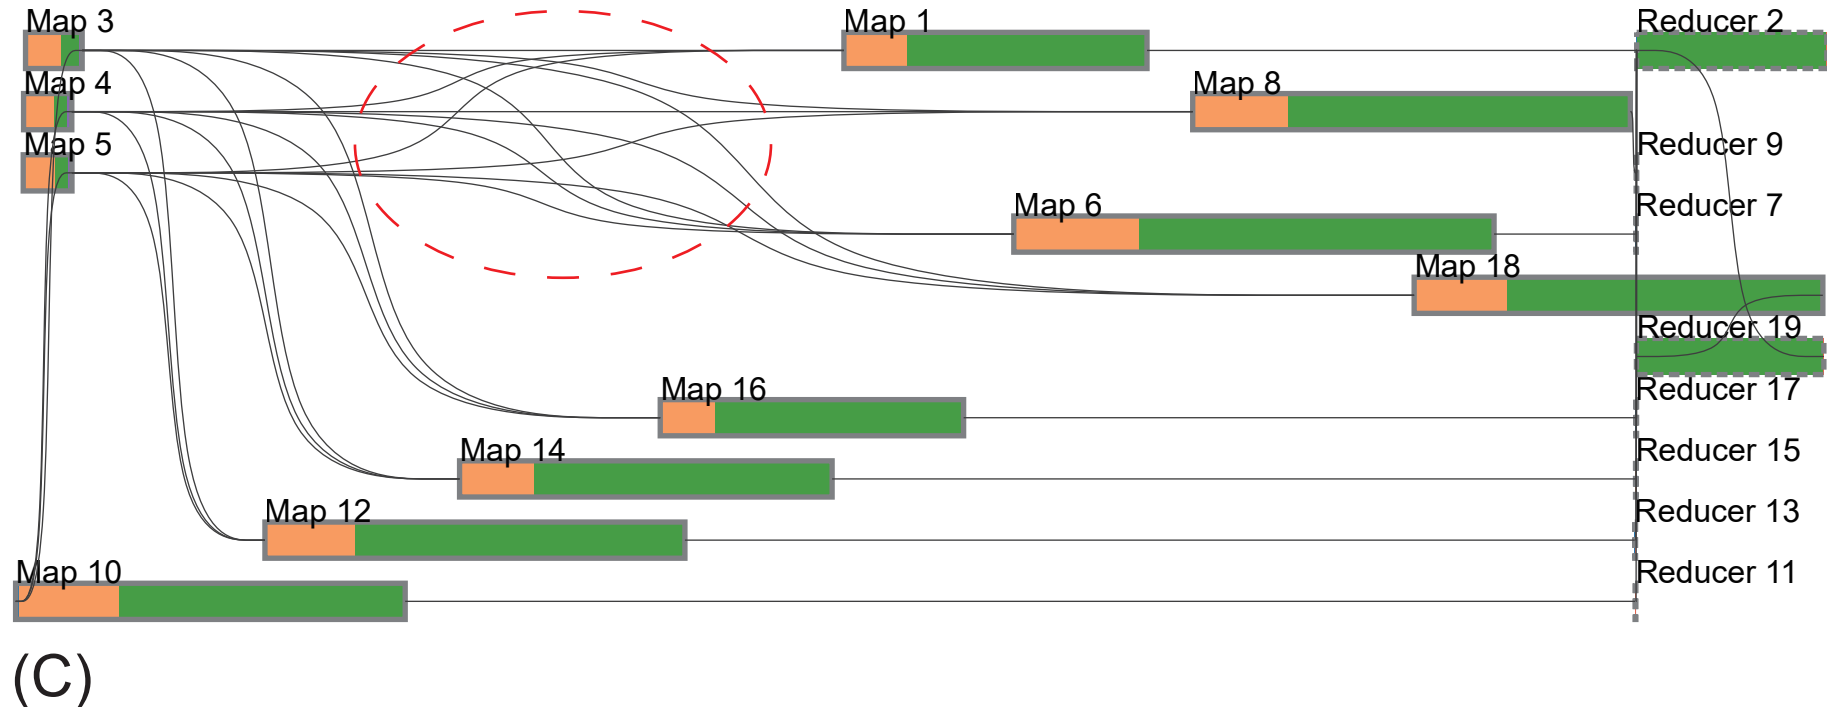 Map 3
Map 1
Reducer 2
Map 4
Map 8
Map 5
Reducer 9
Map 6
Reducer 7
Map 18
Reducer 19
Map 16
Reducer 17
Map 14
Reducer 15
Map 12
Reducer 13
Map 10
Reducer 11
(C)